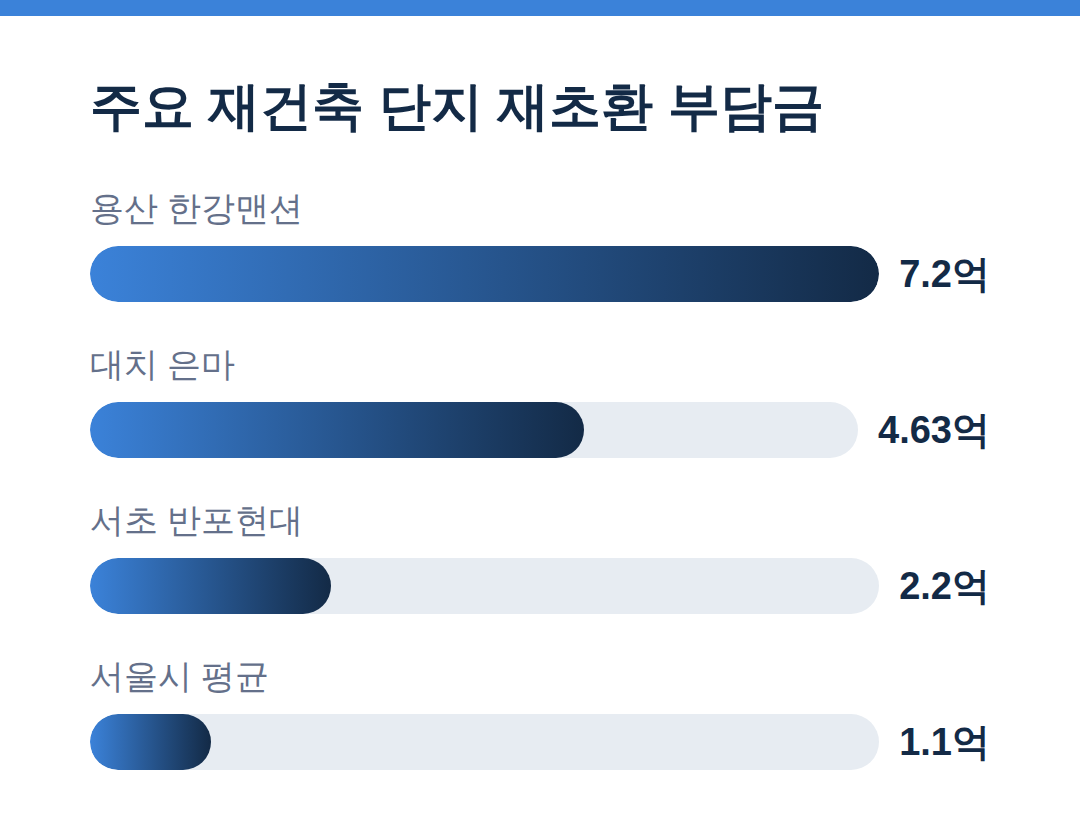 주요 재건축 단지 재초환 부담금
용산 한강맨션
7.2억
대치 은마
4.63억
서초 반포현대
2.2억
서울시 평균
1.1억